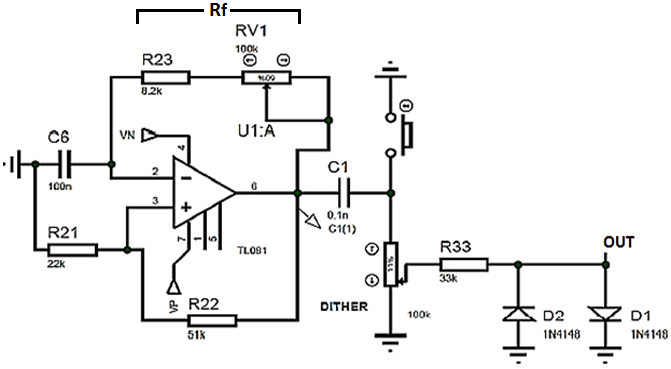 Rf
RV1
100k
R23
8.2k
U1:A
VN
4
C6
100n
2
3
6
C1
0.1n
C1(1)
R21
22k
7
1
5
TL081
VP
R22
51k
DITHER
100k
R33
33k
OUT
D2
1N4148
D1
1N4148